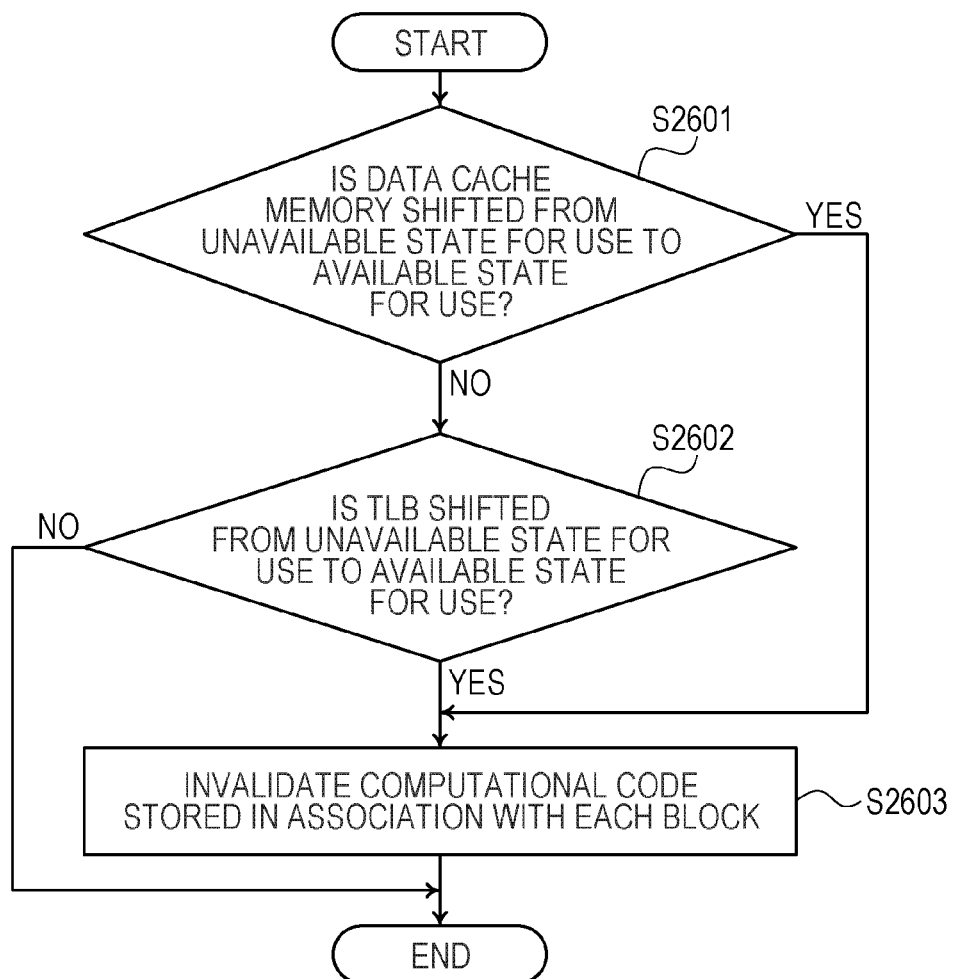 START
S2601
IS DATA CACHE
MEMORY SHIFTED FROM
UNAVAILABLE STATE FOR USE TO
AVAILABLE STATE
FOR USE?
YES
NO
S2602
IS TLB SHIFTED
FROM UNAVAILABLE STATE FOR
USE TO AVAILABLE STATE
FOR USE?
NO
YES
INVALIDATE COMPUTATIONAL CODE
STORED IN ASSOCIATION WITH EACH BLOCK
S2603
END